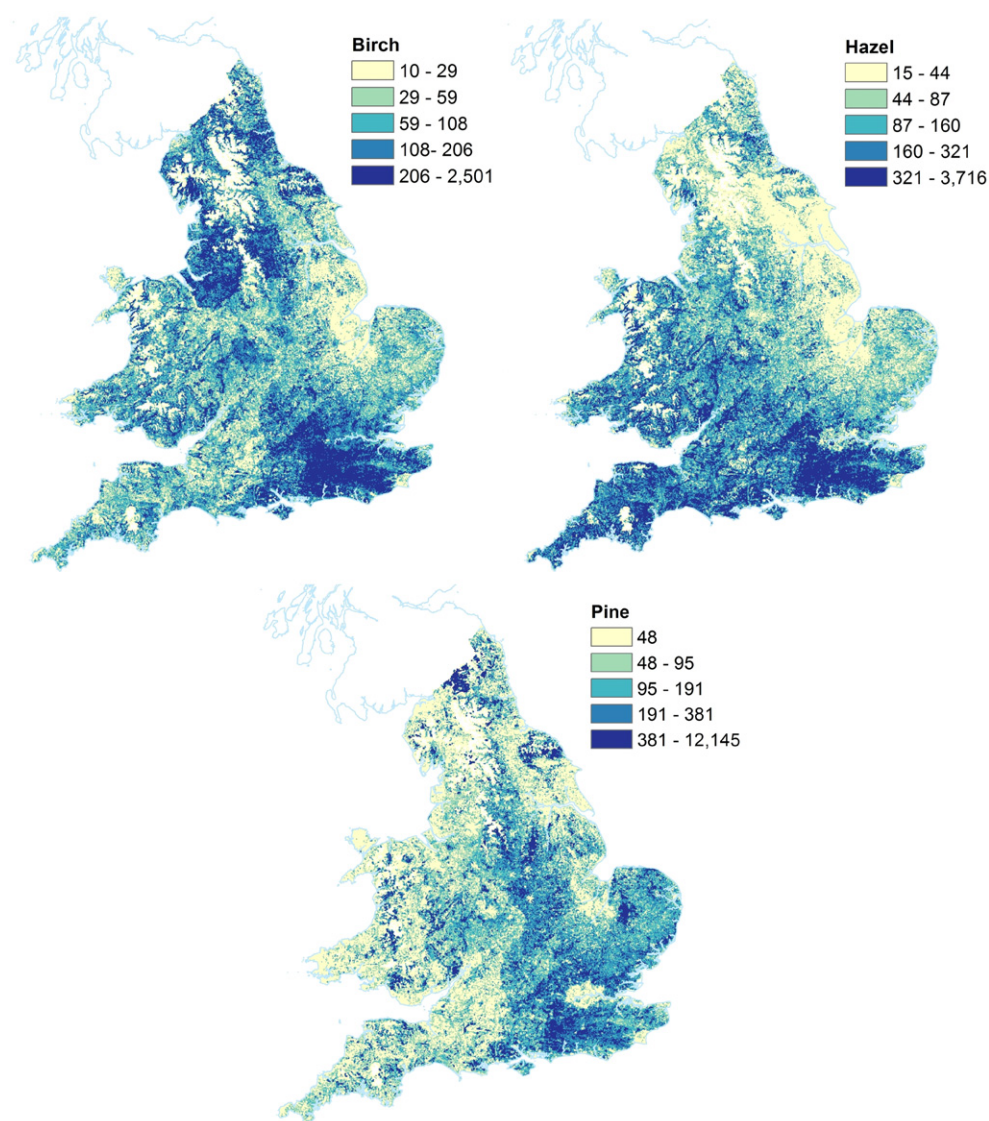 Birch
10 - 29
29 - 59
59 - 108
108- 206
206 - 2,501
Hazel
15 - 44
44 - 87
87 - 160
160 - 321
321 - 3,716
Pine
48
48 - 95
95 - 191
191 - 381
381 - 12,145